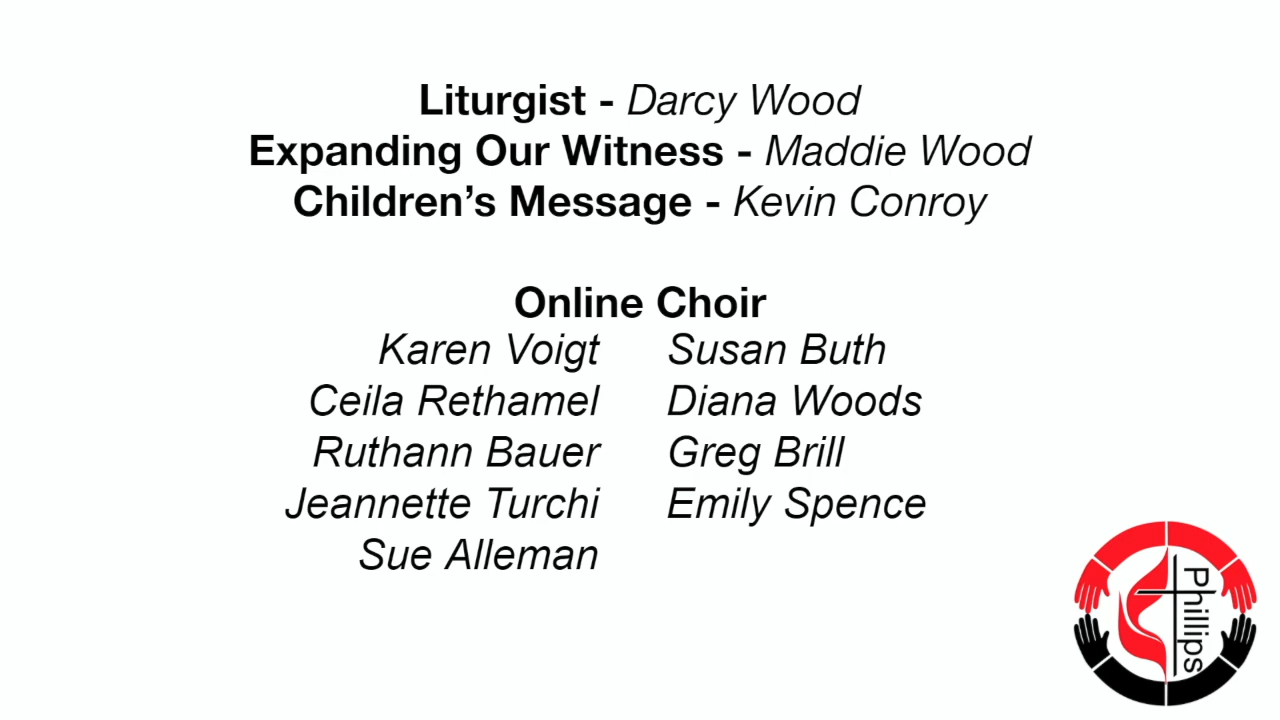 Liturgist - Darcy Wood
Expanding Our Witness - Maddie Wood
Children’s Message - Kevin Conroy
Online Choir
Karen Voigt
Ceila Rethamel
Ruthann Bauer
Jeannette Turchi
Sue Alleman
Susan Buth
Diana Woods
Greg Brill
Emily Spence
Phillips